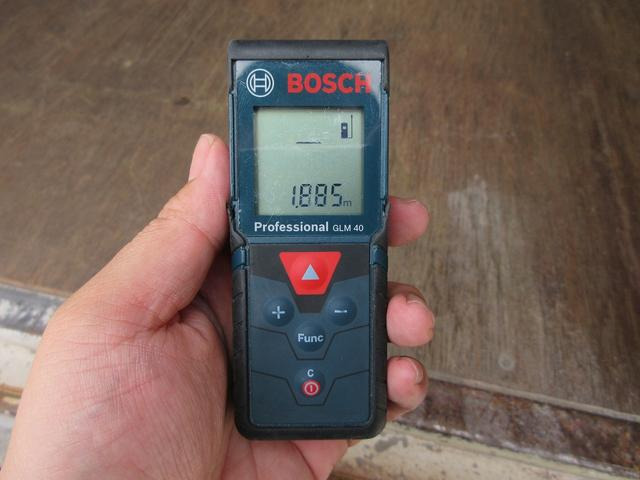 BOSCH
1.885m
Professional GLM 40
+ −
Func
C